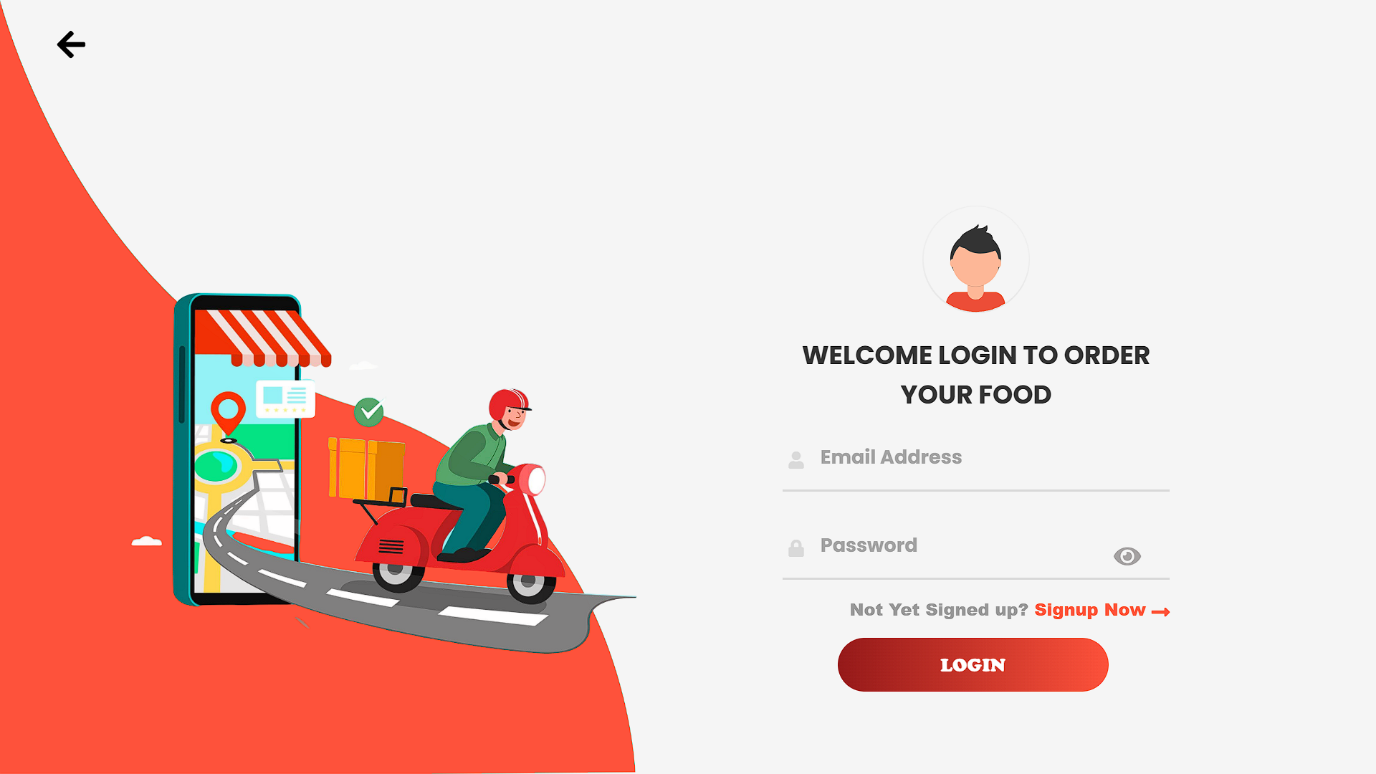 WELCOME LOGIN TO ORDER
YOUR FOOD
Email Address
Password
Not Yet Signed up? Signup Now
LOGIN